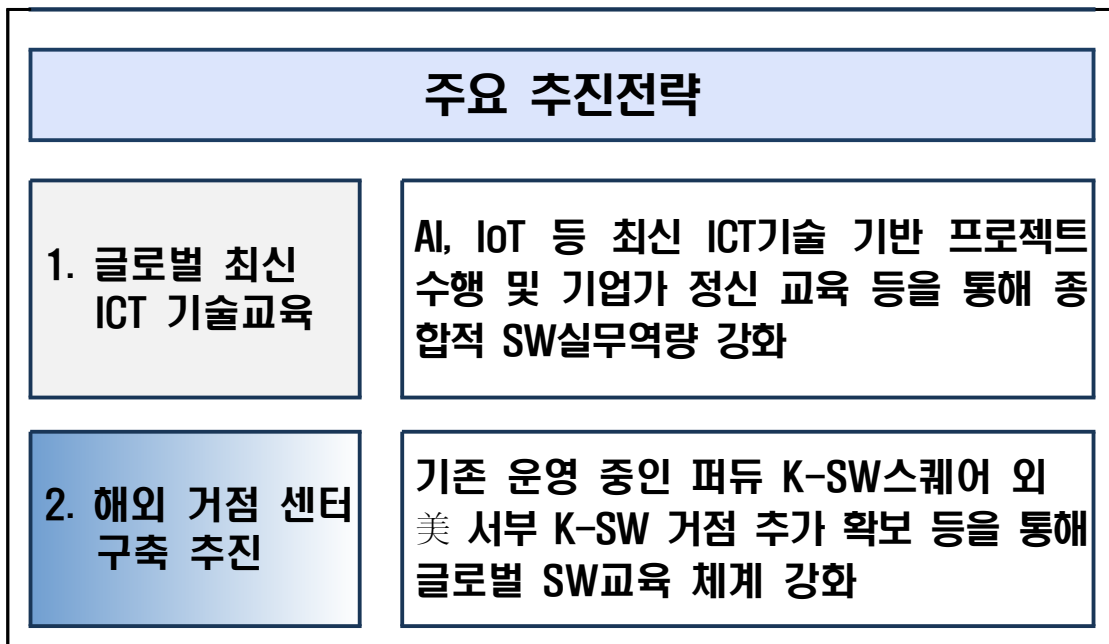 주요 추진전략
1. 글로벌 최신
ICT 기술교육
AI, IoT 등 최신 ICT기술 기반 프로젝트
수행 및 기업가 정신 교육 등을 통해 종
합적 SW실무역량 강화
2. 해외 거점 센터
구축 추진
기존 운영 중인 퍼듀 K-SW스퀘어 외
美 서부 K-SW 거점 추가 확보 등을 통해
글로벌 SW교육 체계 강화